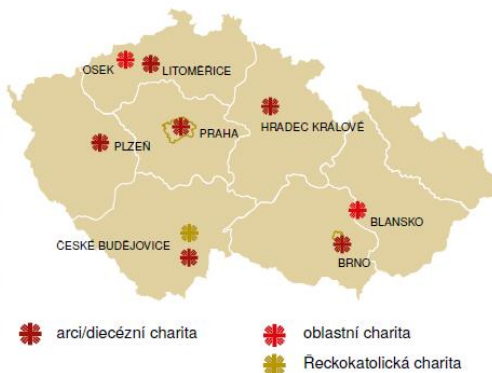 OSEK
LITOMĚŘICE
PRAHA
HRADEC KRÁLOVÉ
PLZEŇ
BLANSKO
ČESKÉ BUDĚJOVICE
BRNO
arci/diecézní charita
oblastní charita
Řeckokatolická charita